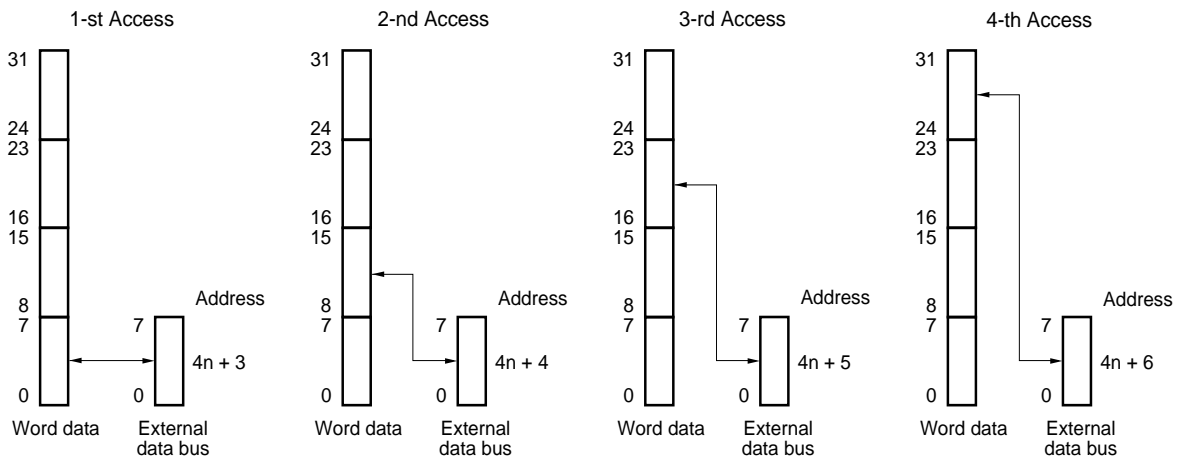 1-st Access
31
24
23
16
15
8
7
0
Address
7
4n + 3
0
Word data
External
data bus
2-nd Access
31
24
23
16
15
8
7
0
Address
7
4n + 4
0
Word data
External
data bus
3-rd Access
31
24
23
16
15
8
7
0
Address
7
4n + 5
0
Word data
External
data bus
4-th Access
31
24
23
16
15
8
7
0
Address
7
4n + 6
0
Word data
External
data bus